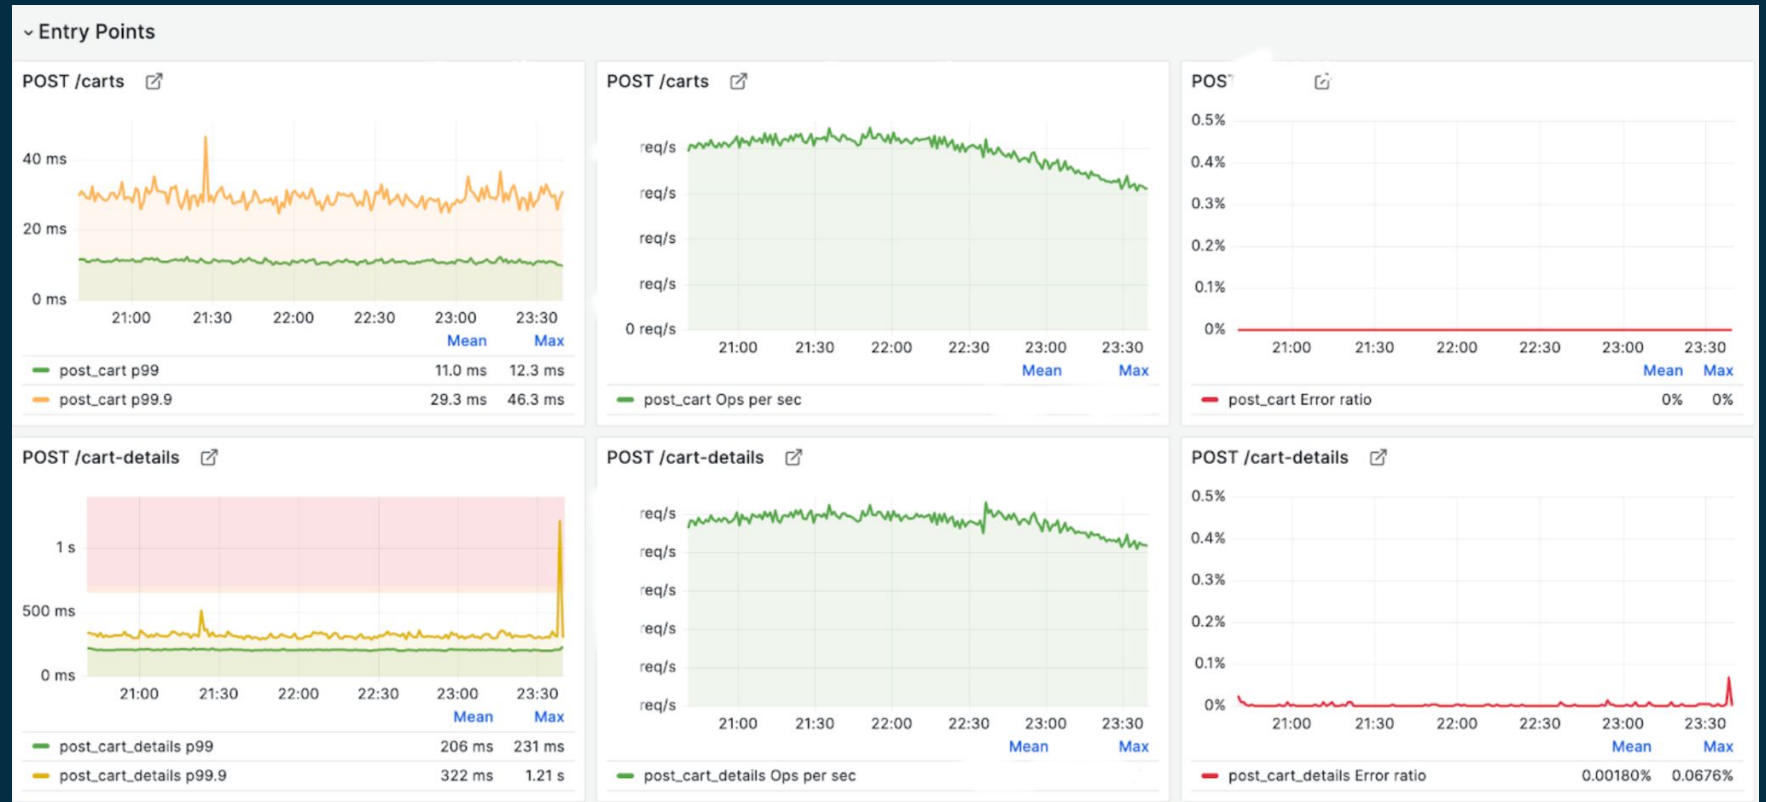 Entry Points
POST /carts
40 ms
20 ms
0 ms
21:00 21:30 22:00 22:30 23:00 23:30
Mean Max
post_cart p99 11.0 ms 12.3 ms
post_cart p99.9 29.3 ms 46.3 ms
POST /carts
req/s
req/s
req/s
req/s
0 req/s
21:00 21:30 22:00 22:30 23:00 23:30
Mean Max
post_cart Ops per sec
POST
0.5%
0.4%
0.3%
0.2%
0.1%
0%
21:00 21:30 22:00 22:30 23:00 23:30
Mean Max
post_cart Error ratio 0% 0%
POST /cart-details
1 s
500 ms
0 ms
21:00 21:30 22:00 22:30 23:00 23:30
Mean Max
post_cart_details p99 206 ms 231 ms
post_cart_details p99.9 322 ms 1.21 s
POST /cart-details
req/s
req/s
req/s
req/s
req/s
req/s
21:00 21:30 22:00 22:30 23:00 23:30
Mean Max
post_cart_details Ops per sec
POST /cart-details
0.5%
0.4%
0.3%
0.2%
0.1%
0%
21:00 21:30 22:00 22:30 23:00 23:30
Mean Max
post_cart_details Error ratio 0.00180% 0.0676%